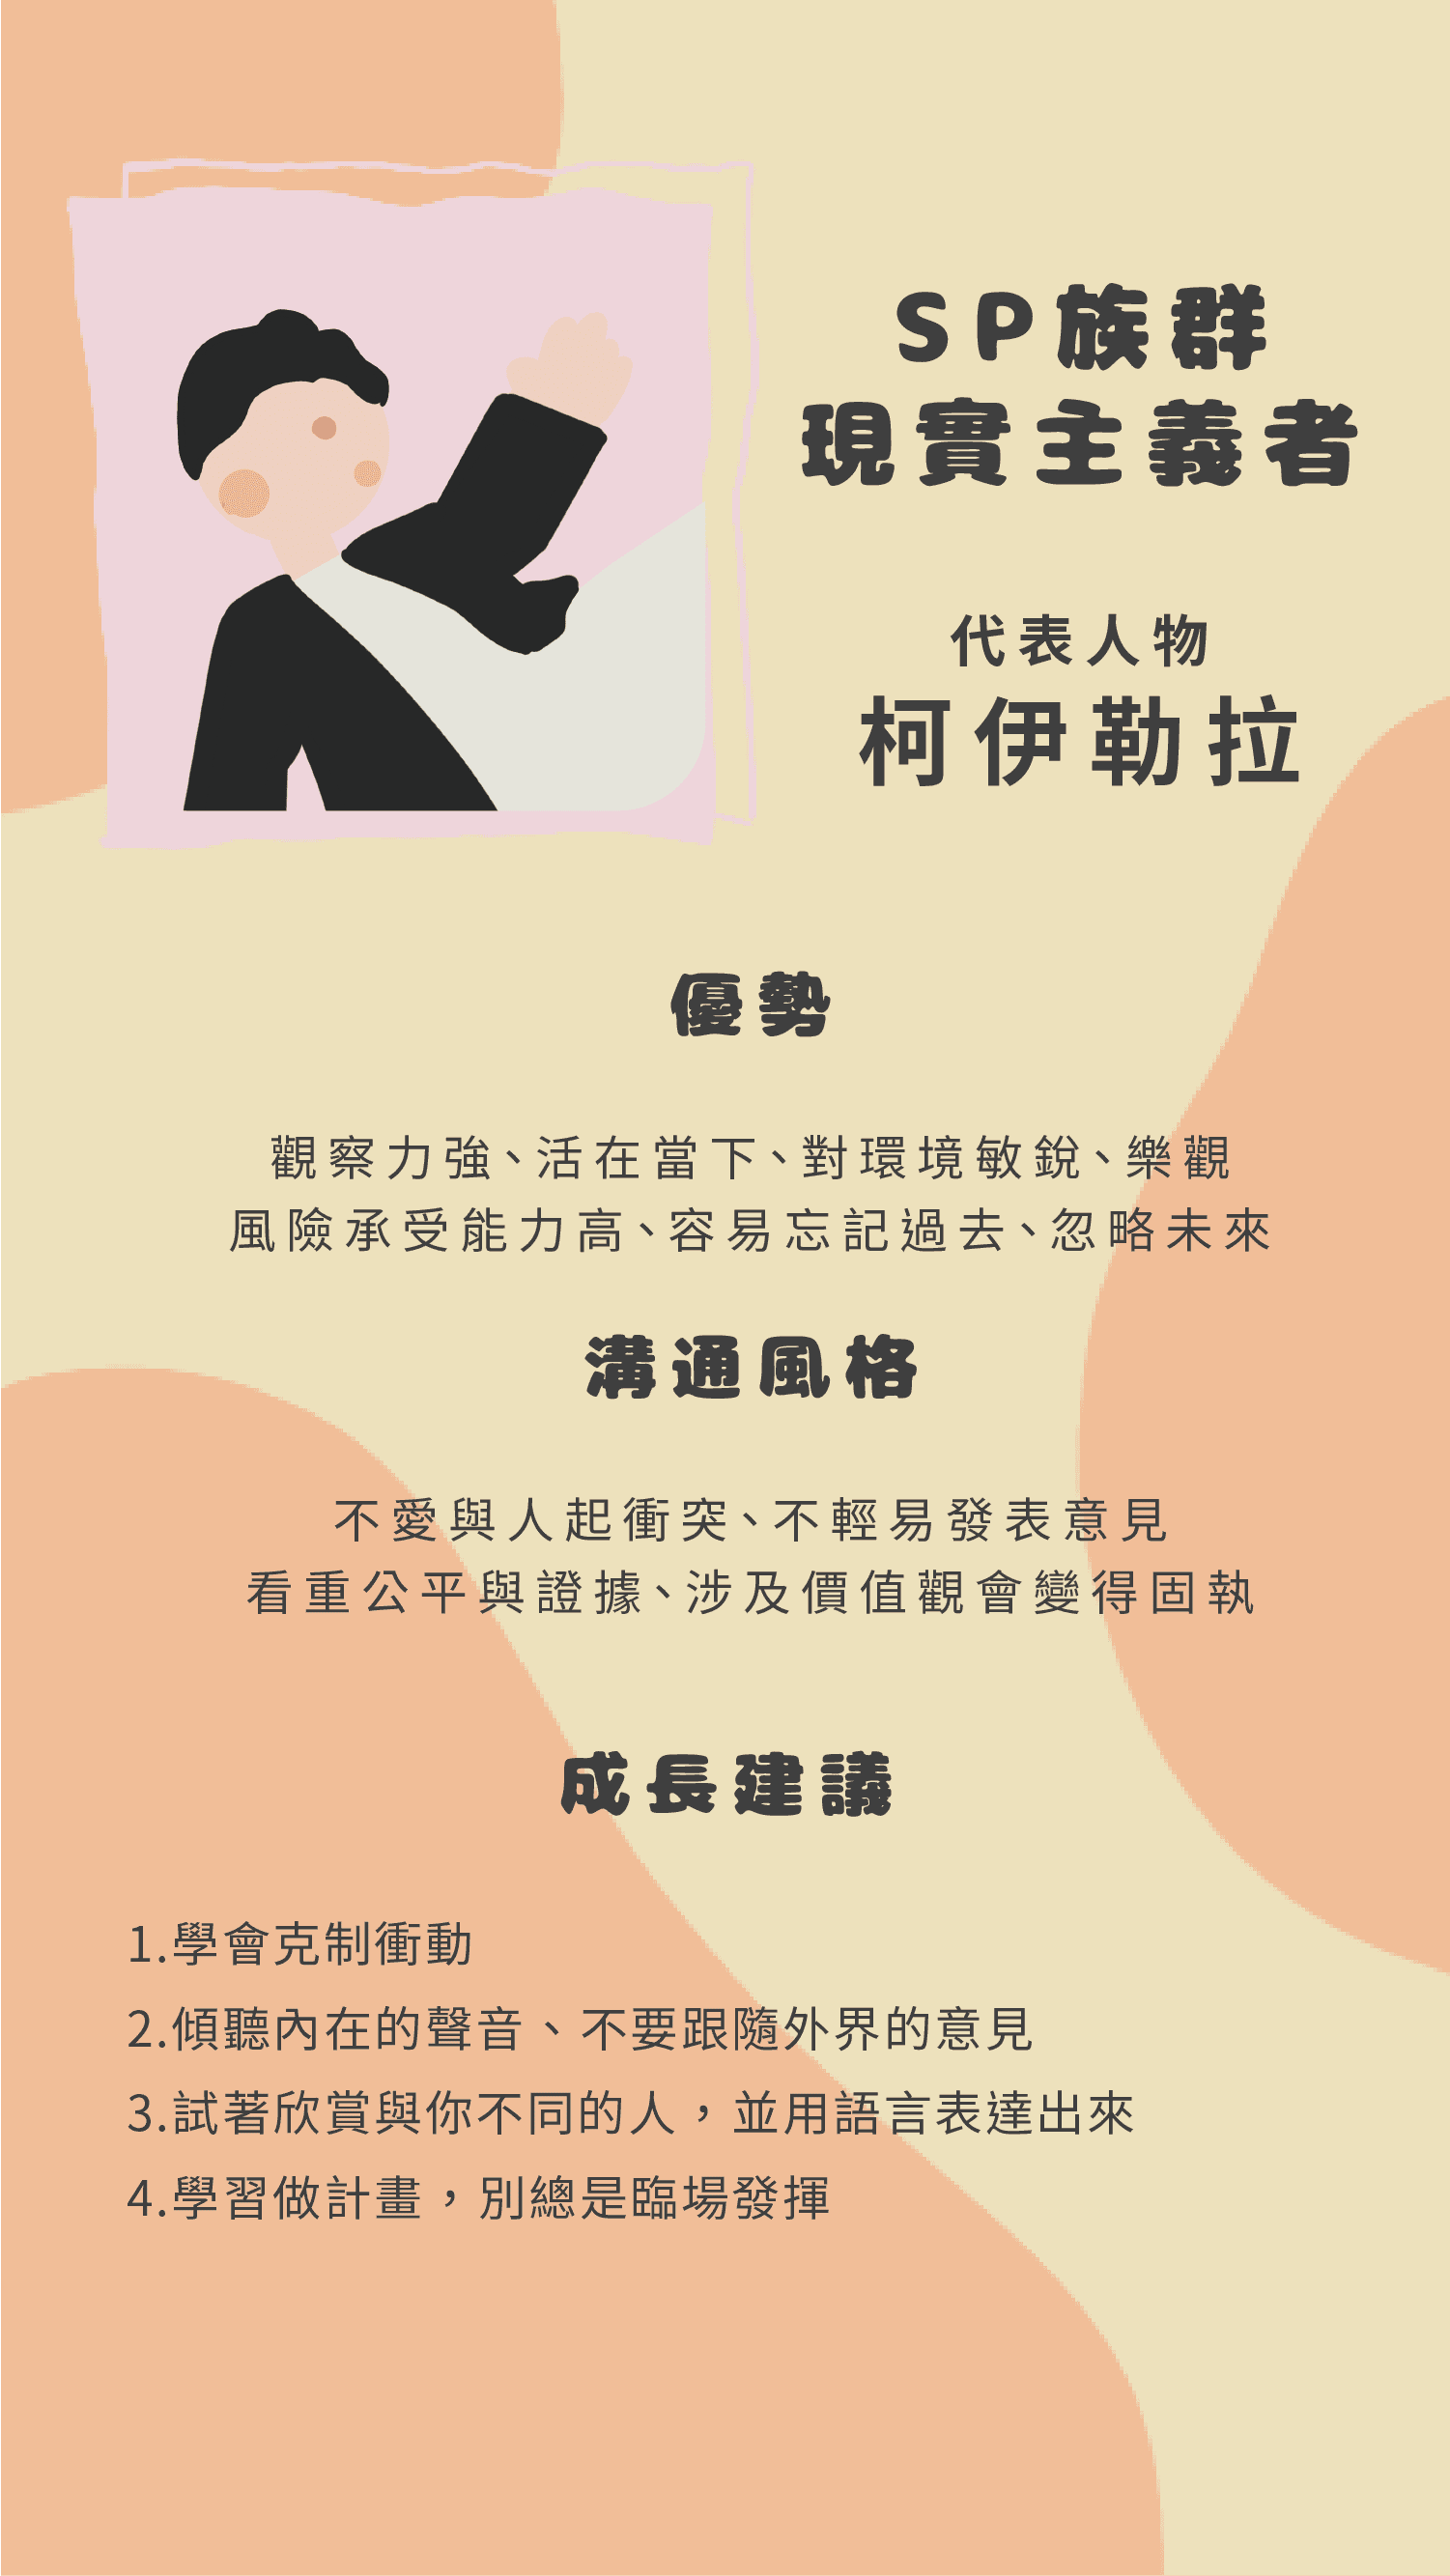 SP族群
現實主義者
代表人物
柯伊勒拉
優勢
觀察力強、活在當下、對環境敏銳、樂觀
風險承受能力高、容易忘記過去、忽略未來
溝通風格
不愛與人起衝突、不輕易發表意見
看重公平與證據、涉及價值觀會變得固執
成長建議
1.學會克制衝動
2.傾聽內在的聲音、不要跟隨外界的意見
3.試著欣賞與你不同的人，並用語言表達出來
4.學習做計畫，別總是臨場發揮